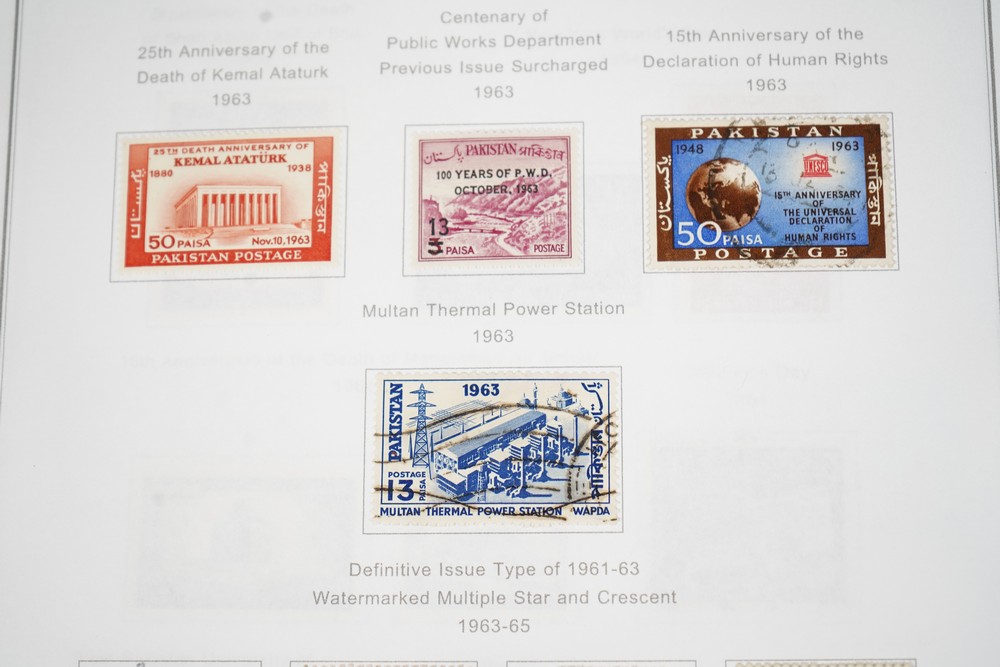 25th Anniversary of the
Death of Kemal Ataturk
1963
25TH DEATH ANNIVERSARY OF
KEMAL ATATÜRK
1880
1938
پاکستان
পাকিস্তান
50 PAISA
Nov.10,1963
PAKISTAN POSTAGE
Centenary of
Public Works Department
Previous Issue Surcharged
1963
پاکستان
PAKISTAN
পাকিস্তান
100 YEARS OF P.W.D.
OCTOBER, 1963
13
PAISA
POSTAGE
15th Anniversary of the
Declaration of Human Rights
1963
PAKISTAN
1948
1963
UNESCO
پاکستان
পাকিস্তান
15TH ANNIVERSARY
OF
THE UNIVERSAL
DECLARATION
OF
HUMAN RIGHTS
50 PAISA
POSTAGE
Multan Thermal Power Station
1963
PAKISTAN
1963
پاکستان
পাকিস্তান
POSTAGE
13 PAISA
MULTAN THERMAL POWER STATION WAPDA
Definitive Issue Type of 1961-63
Watermarked Multiple Star and Crescent
1963-65